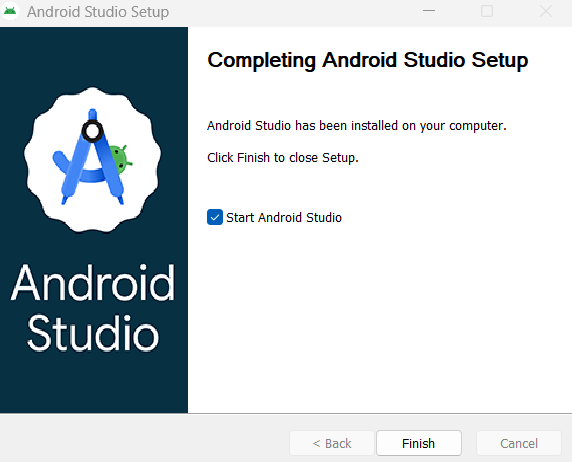 Android Studio Setup
Completing Android Studio Setup
Android Studio has been installed on your computer.
Click Finish to close Setup.
Start Android Studio
Android
Studio
< Back
Finish
Cancel